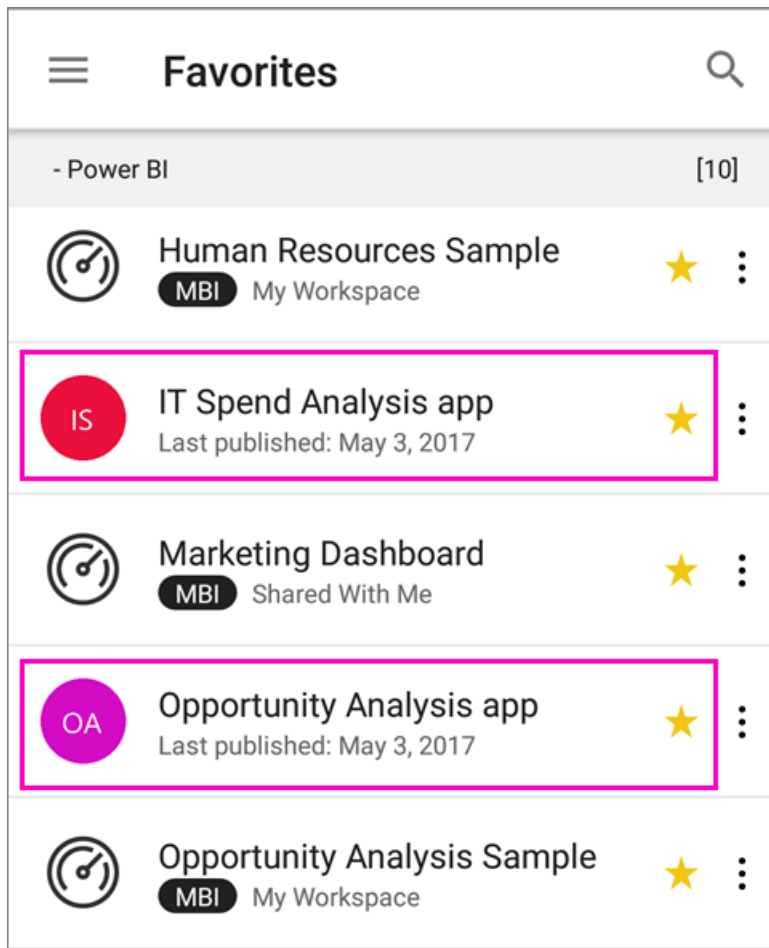 Favorites
- Power BI [10]
Human Resources Sample
MBI My Workspace
IS
IT Spend Analysis app
Last published: May 3, 2017
Marketing Dashboard
MBI Shared With Me
OA
Opportunity Analysis app
Last published: May 3, 2017
Opportunity Analysis Sample
MBI My Workspace